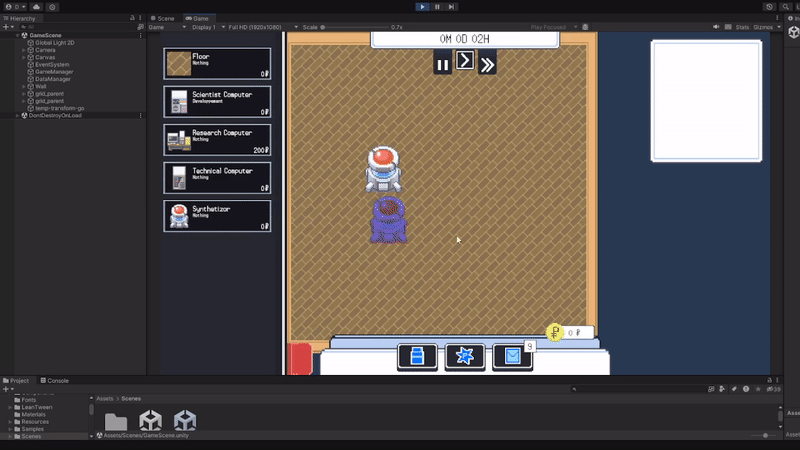 Hierarchy
Scene
Game
Game
Display 1
Full HD (1920x1080)
Scale
0.7x
Play Focused
Stats
Gizmos
GameScene
Global Light 2D
Camera
Canvas
EventSystem
GameManager
DataManager
Wall
grid_parent
grid_parent
temp-transform-go
DontDestroyOnLoad
Floor
Nothing
0₽
Scientist Computer
0₽
Research Computer
Nothing
200₽
Technical Computer
Nothing
0₽
Synthetizor
Nothing
0₽
0M 0D 02H
0 ₽
9
Project
Console
Fonts
LeanTween
Materials
Resources
Samples
Scenes
Assets
Scenes
Assets/Scenes/GameScene.unity